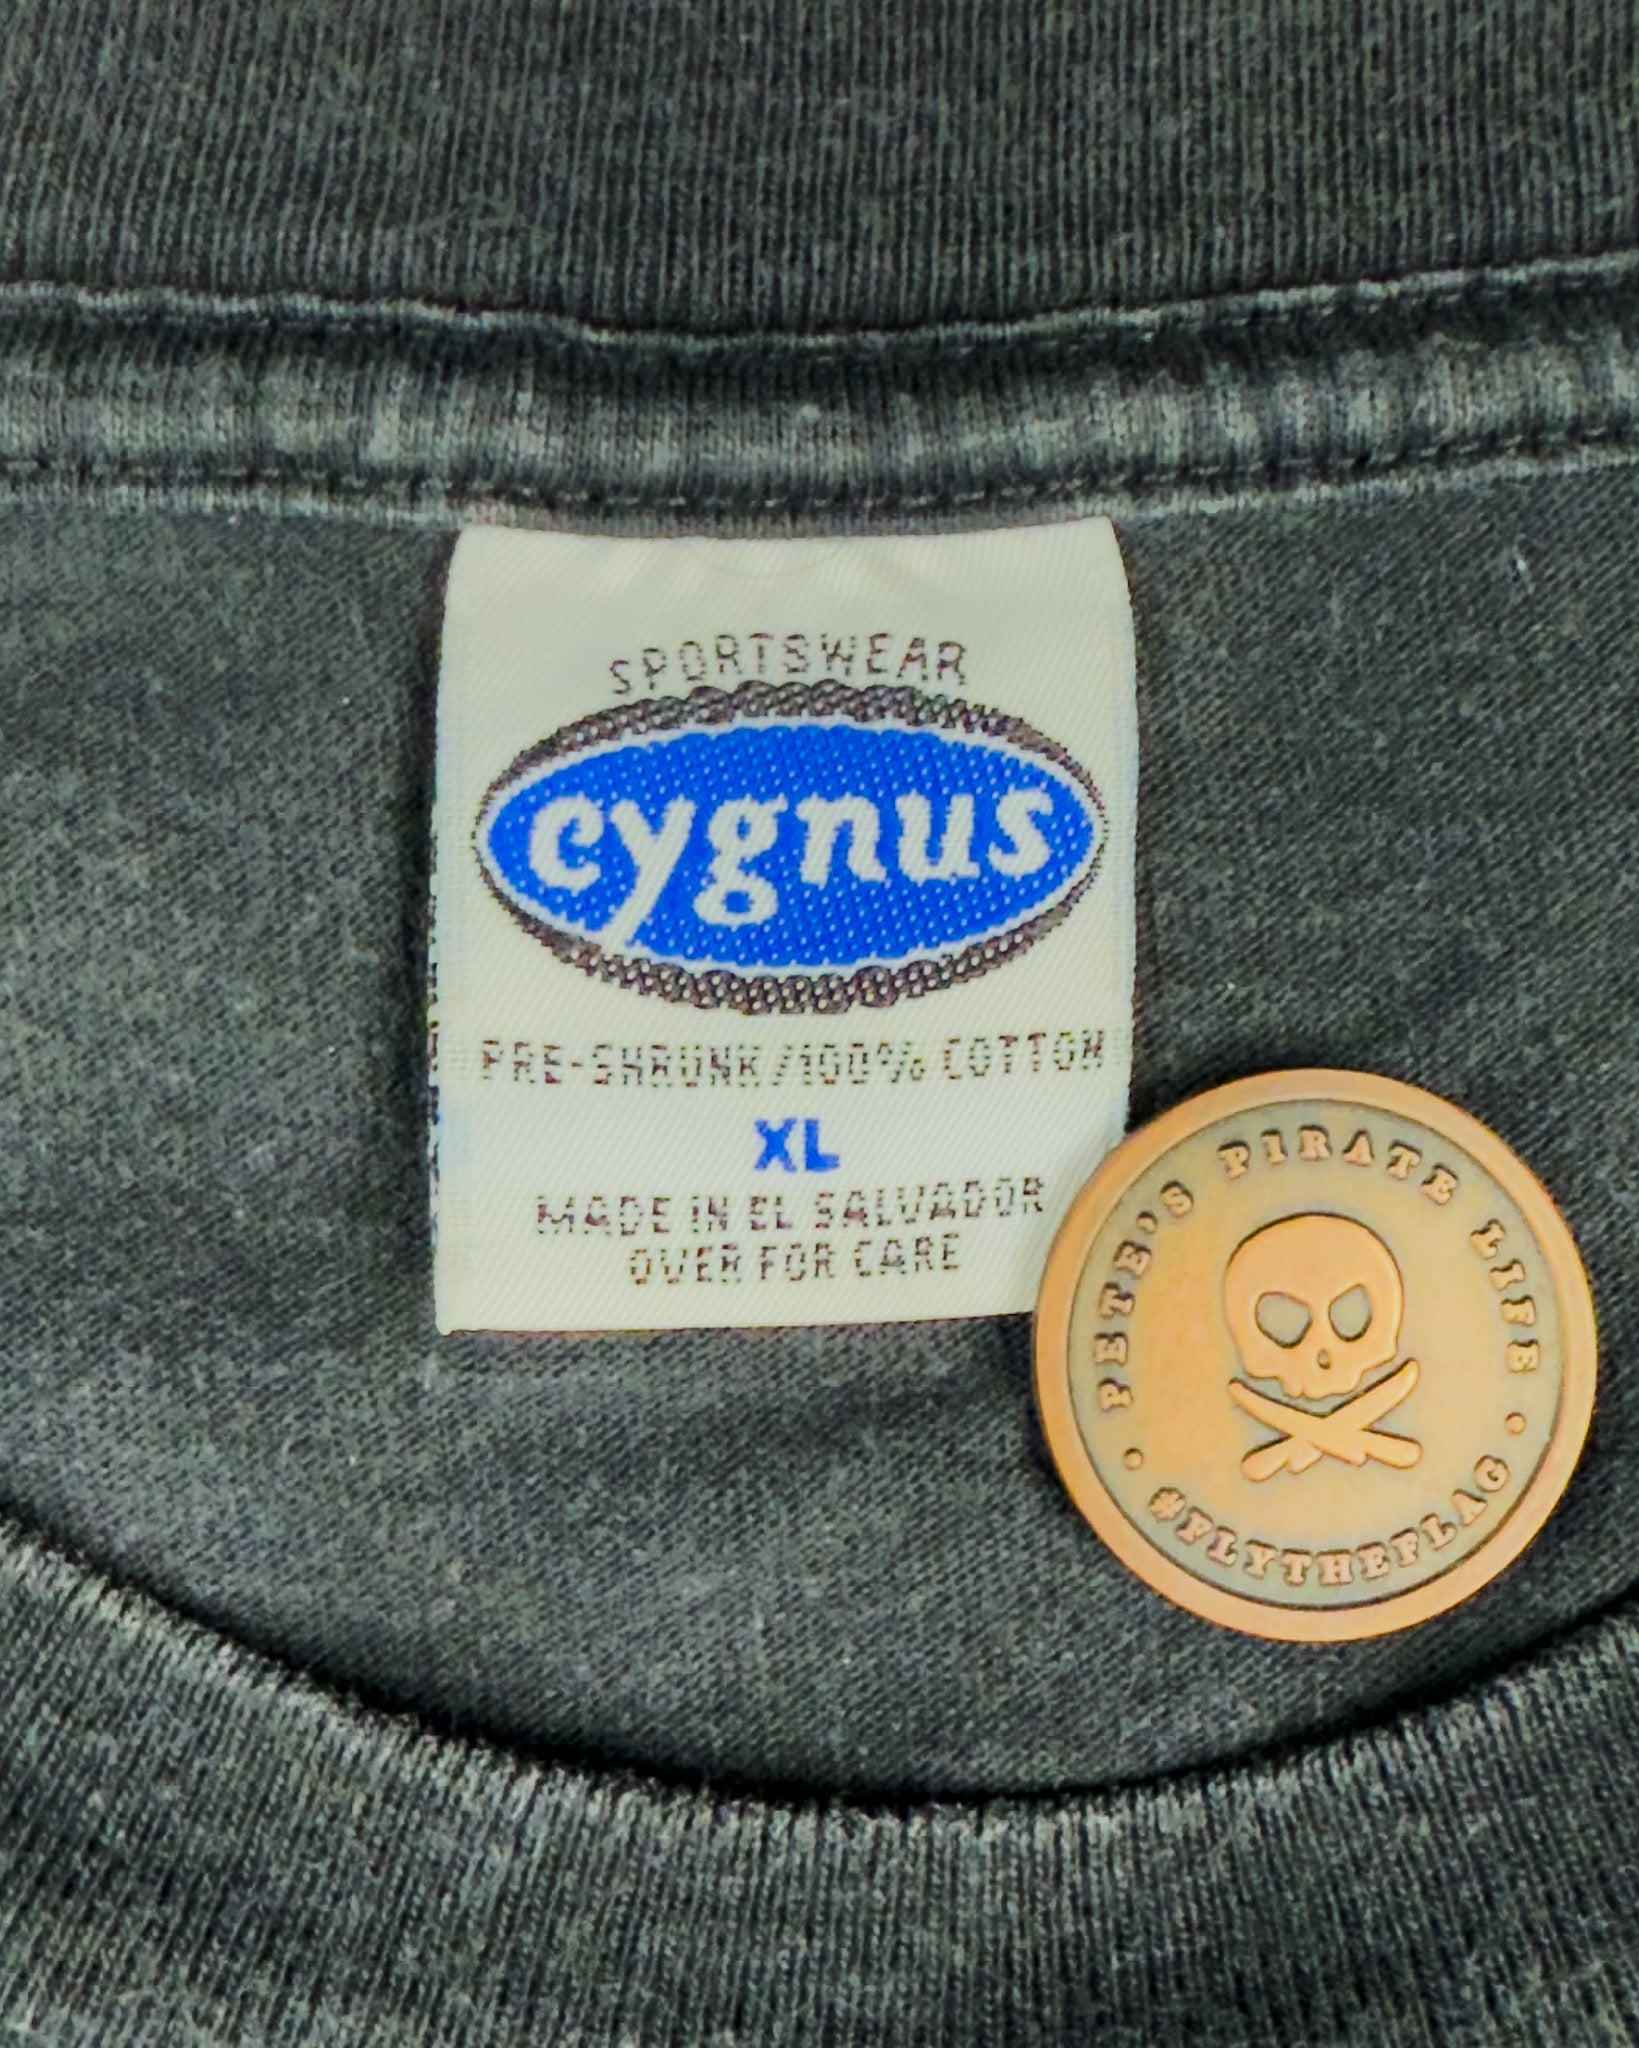 SPORTSWEAR
cygnus
PRE-SHRUNK/100% COTTON
XL
MADE IN EL SALVADOR
OVER FOR CARE
• PETE'S PIRATE LIFE •
#FLYTHEFLAG